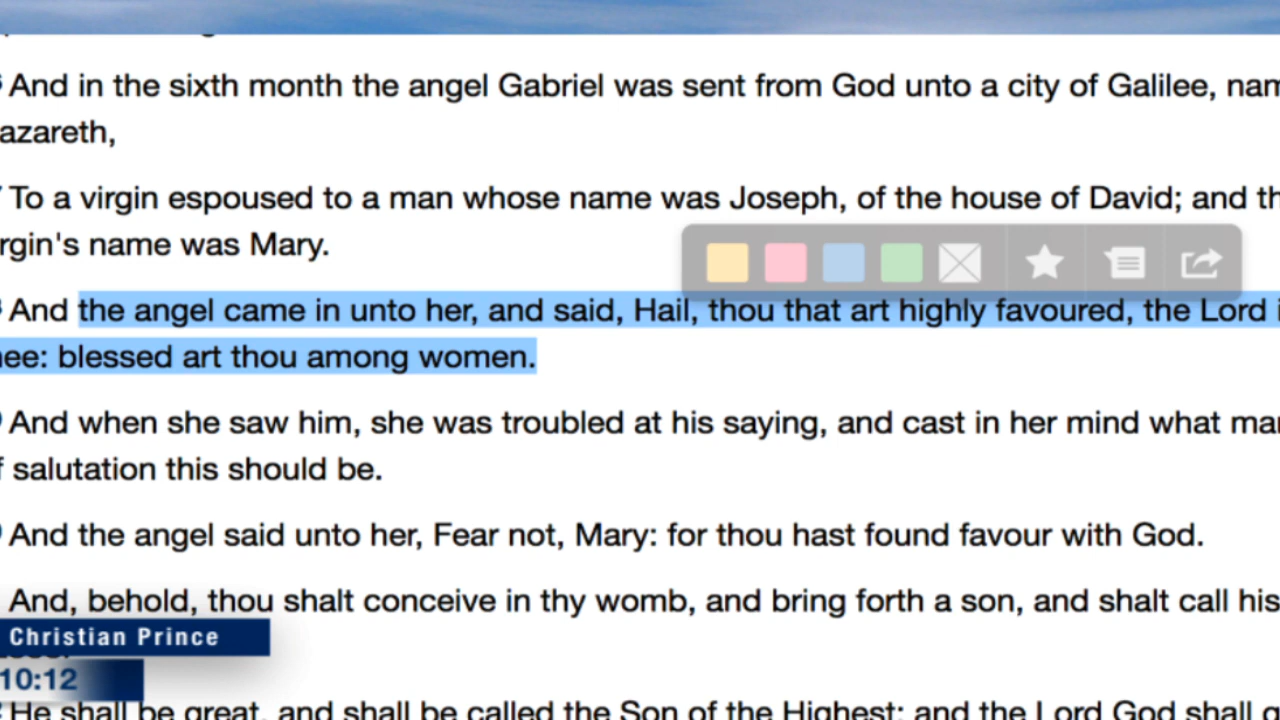 And in the sixth month the angel Gabriel was sent from God unto a city of Galilee, nam
azareth,
To a virgin espoused to a man whose name was Joseph, of the house of David; and th
rgin's name was Mary.
And the angel came in unto her, and said, Hail, thou that art highly favoured, the Lord i
ee: blessed art thou among women.
And when she saw him, she was troubled at his saying, and cast in her mind what ma
f salutation this should be.
And the angel said unto her, Fear not, Mary: for thou hast found favour with God.
And, behold, thou shalt conceive in thy womb, and bring forth a son, and shalt call his
Christian Prince
10:12
He shall be great, and shall be called the Son of the Highest: and the Lord God shall g